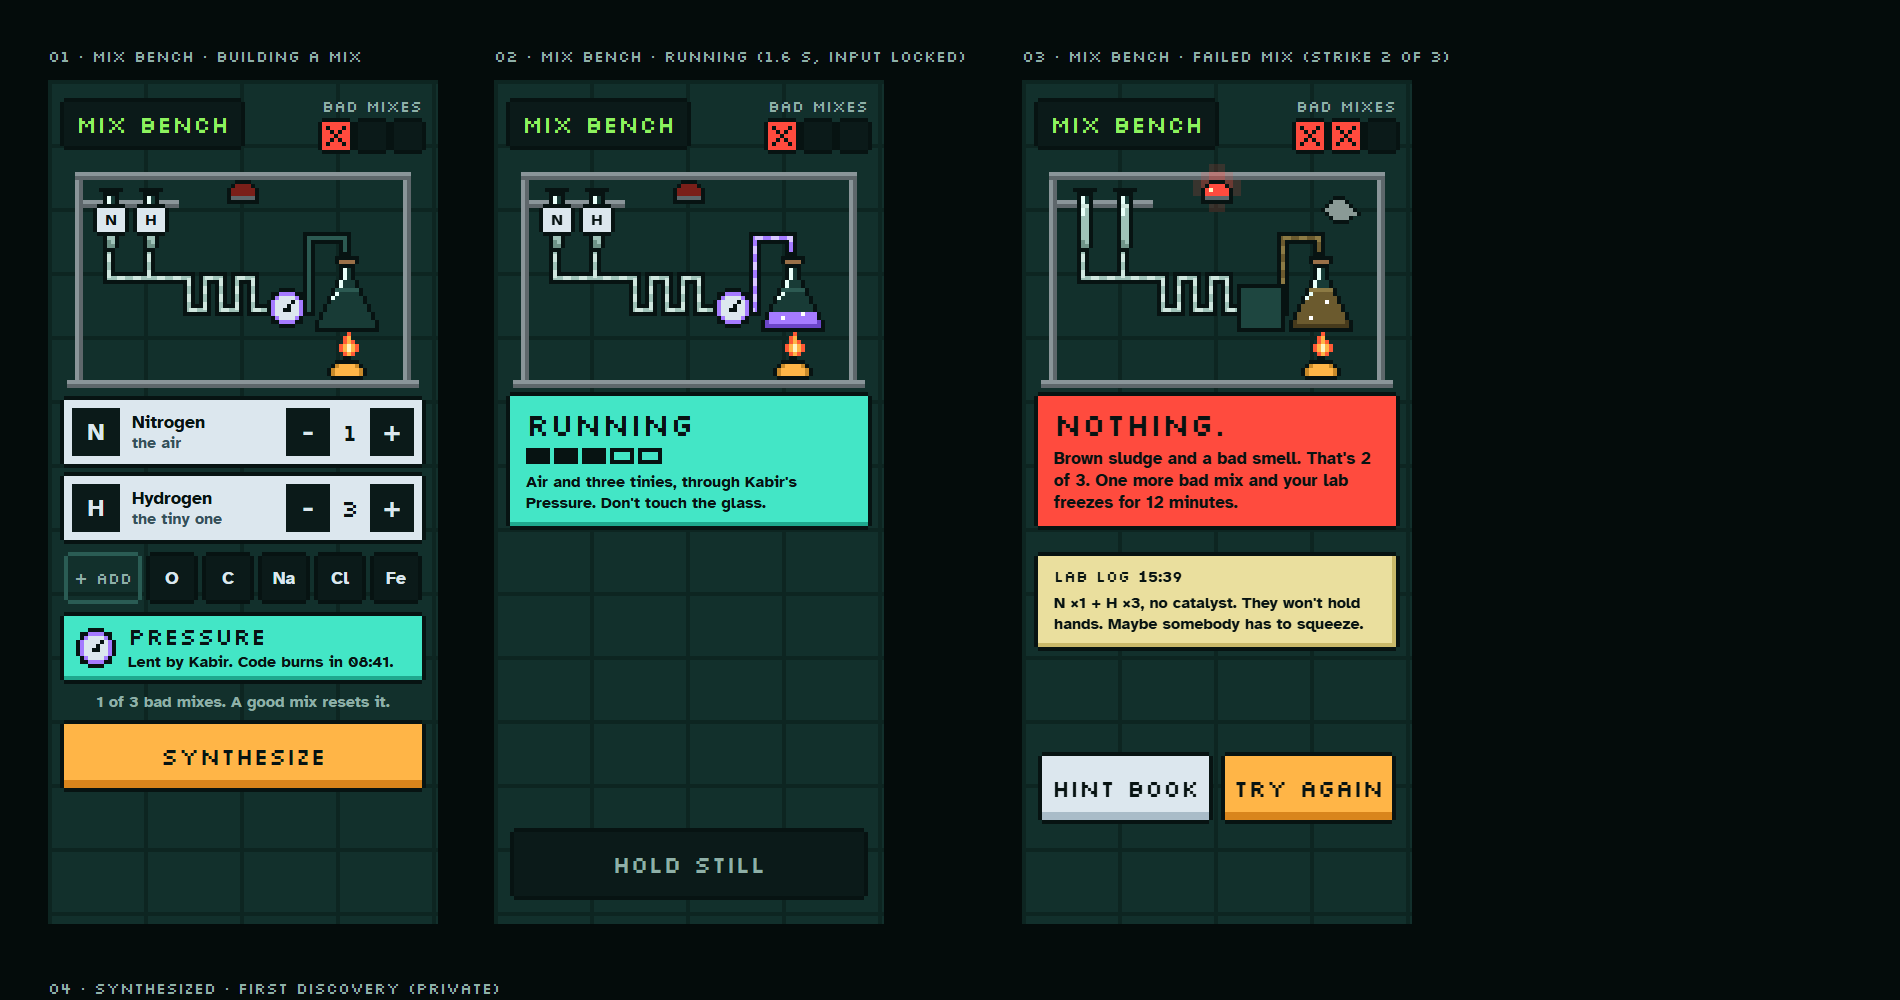 01 · MIX BENCH · BUILDING A MIX
MIX BENCH
BAD MIXES
N H
N
Nitrogen
the air
- 1 +
H
Hydrogen
the tiny one
- 3 +
+ ADD O C Na Cl Fe
PRESSURE
Lent by Kabir. Code burns in 08:41.
1 of 3 bad mixes. A good mix resets it.
SYNTHESIZE
02 · MIX BENCH · RUNNING (1.6 S, INPUT LOCKED)
MIX BENCH
BAD MIXES
N H
RUNNING
Air and three tinies, through Kabir's
Pressure. Don't touch the glass.
HOLD STILL
03 · MIX BENCH · FAILED MIX (STRIKE 2 OF 3)
MIX BENCH
BAD MIXES
NOTHING.
Brown sludge and a bad smell. That's 2
of 3. One more bad mix and your lab
freezes for 12 minutes.
LAB LOG 15:39
N ×1 + H ×3, no catalyst. They won't hold
hands. Maybe somebody has to squeeze.
HINT BOOK
TRY AGAIN
04 · SYNTHESIZED · FIRST DISCOVERY (PRIVATE)